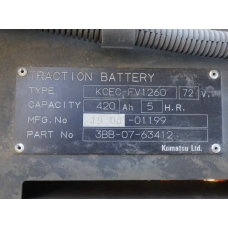 TRACTION BATTERY
TYPE KCEC-FV1260 72 V.
CAPACITY 420 Ah 5 H.R.
MFG.No -01199
PART No 3BB-07-63412
Komatsu Ltd.